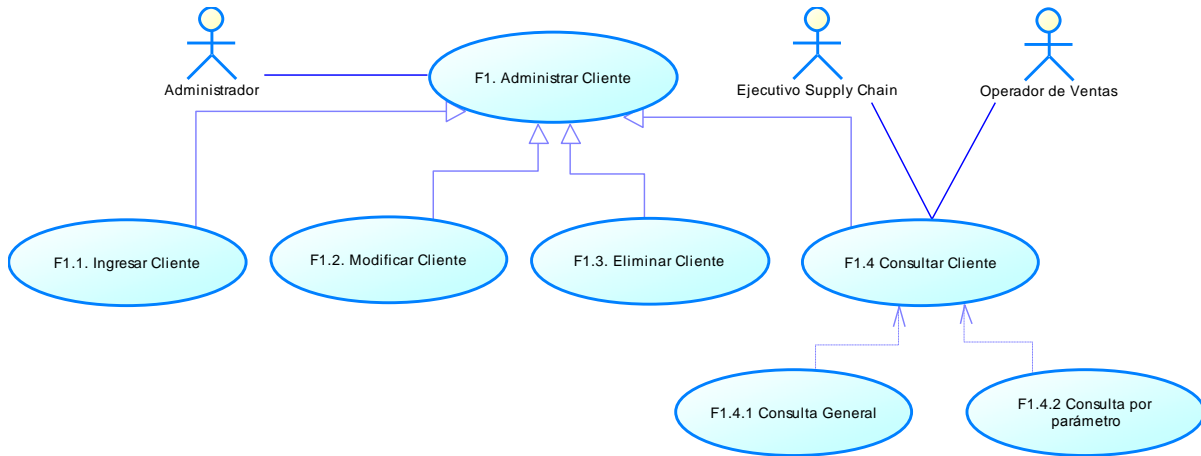 F1. Administrar Cliente
Administrador
Ejecutivo Supply Chain
Operador de Ventas
F1.1. Ingresar Cliente
F1.2. Modificar Cliente
F1.3. Eliminar Cliente
F1.4 Consultar Cliente
F1.4.1 Consulta General
F1.4.2 Consulta por
parámetro